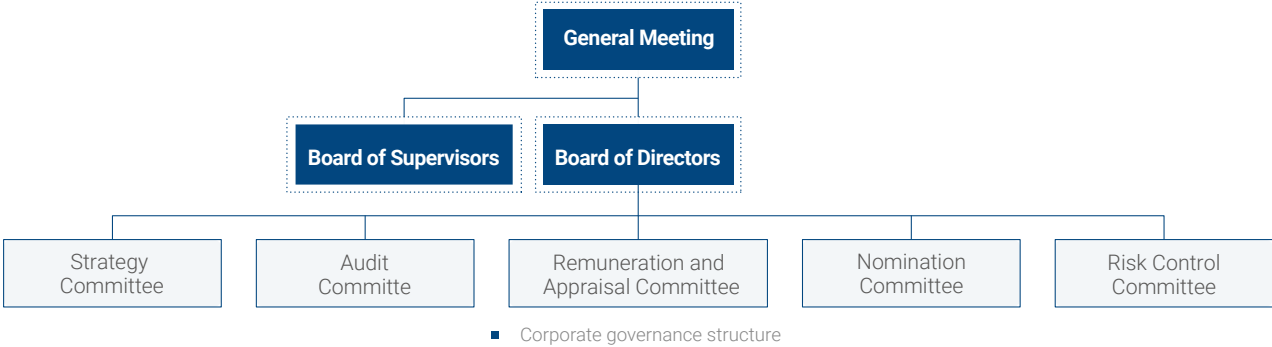 General Meeting
Board of Supervisors
Board of Directors
Strategy
Committee
Audit
Committe
Remuneration and
Appraisal Committee
Nomination
Committee
Risk Control
Committee
Corporate governance structure